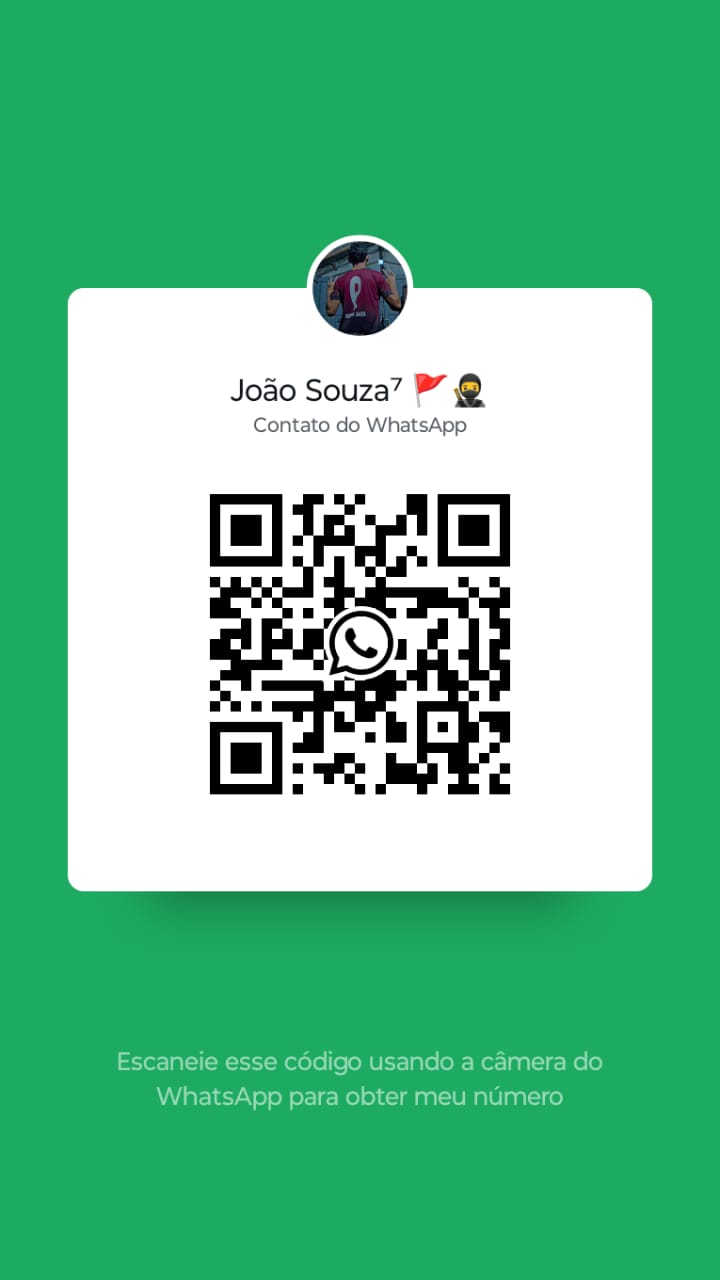 João Souza⁷ 🚩🥷
Contato do WhatsApp
Escaneie esse código usando a câmera do
WhatsApp para obter meu número